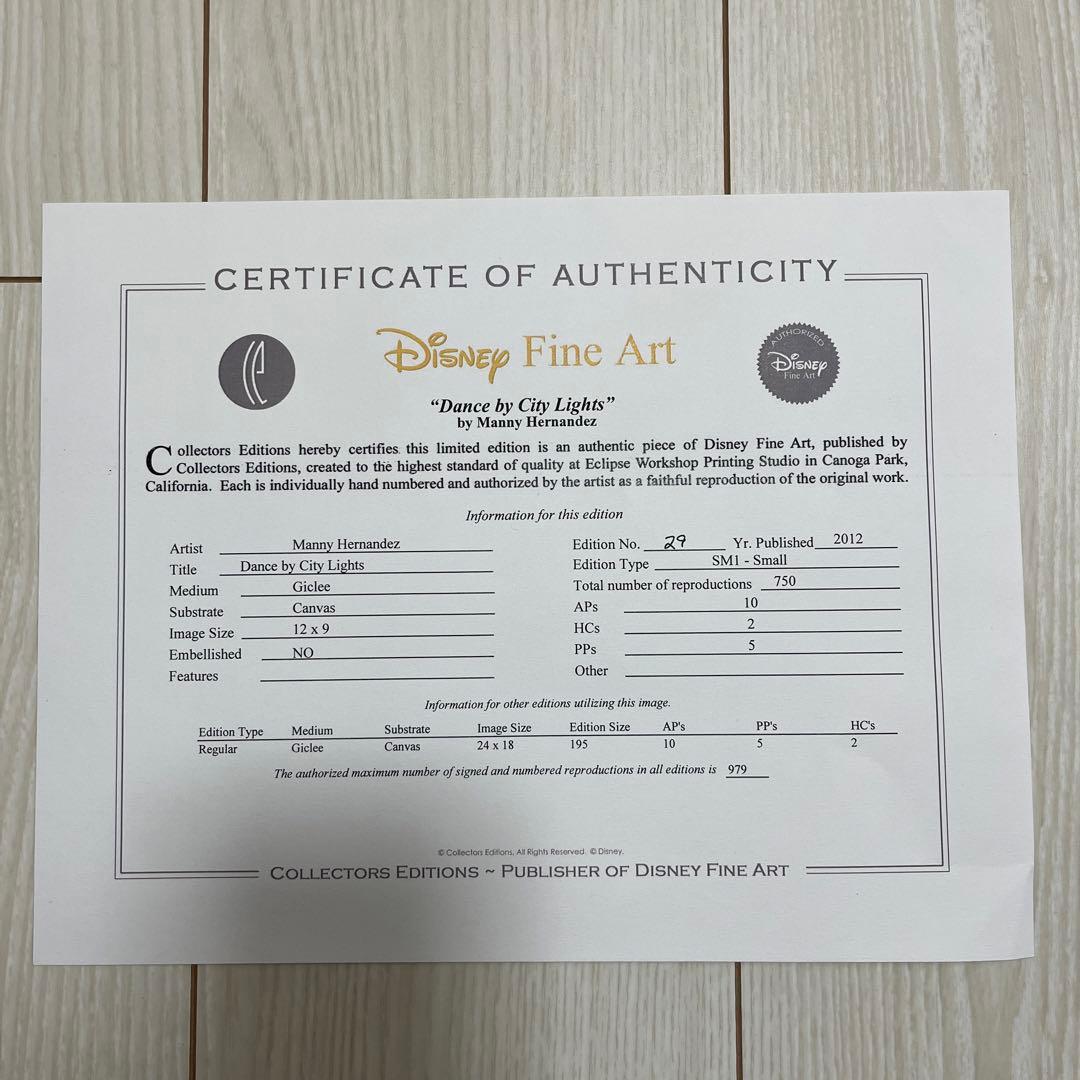 CERTIFICATE OF AUTHENTICITY
DISNEY Fine Art
AUTHORIZED
DISNEY
Fine Art
“Dance by City Lights”
by Manny Hernandez
Collectors Editions hereby certifies this limited edition is an authentic piece of Disney Fine Art, published by
Collectors Editions, created to the highest standard of quality at Eclipse Workshop Printing Studio in Canoga Park,
California. Each is individually hand numbered and authorized by the artist as a faithful reproduction of the original work.
Information for this edition
Artist Manny Hernandez
Title Dance by City Lights
Medium Giclee
Substrate Canvas
Image Size 12 x 9
Embellished NO
Features
Edition No. 29 Yr. Published 2012
Edition Type SM1 - Small
Total number of reproductions 750
APs 10
HCs 2
PPs 5
Other
Information for other editions utilizing this image.
Edition Type Medium Substrate Image Size Edition Size AP's PP's HC's
Regular Giclee Canvas 24 x 18 195 10 5 2
The authorized maximum number of signed and numbered reproductions in all editions is 979
© Collectors Editions, All Rights Reserved. © Disney.
COLLECTORS EDITIONS ~ PUBLISHER OF DISNEY FINE ART